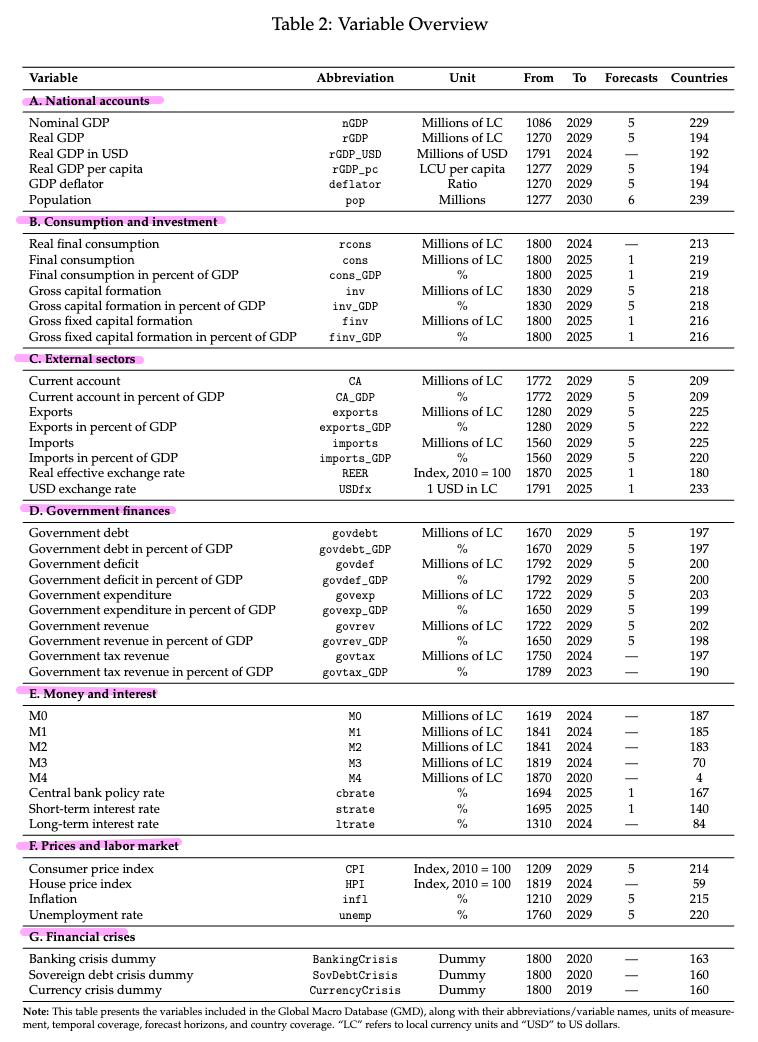 Table 2: Variable Overview
Variable Abbreviation Unit From To Forecasts Countries
A. National accounts
Nominal GDP nGDP Millions of LC 1086 2029 5 229
Real GDP rGDP Millions of LC 1270 2029 5 194
Real GDP in USD rGDP_USD Millions of USD 1791 2024 — 192
Real GDP per capita rGDP_pc LCU per capita 1277 2029 5 194
GDP deflator deflator Ratio 1270 2029 5 194
Population pop Millions 1277 2030 6 239
B. Consumption and investment
Real final consumption rcons Millions of LC 1800 2024 — 213
Final consumption cons Millions of LC 1800 2025 1 219
Final consumption in percent of GDP cons_GDP % 1800 2025 1 219
Gross capital formation inv Millions of LC 1830 2029 5 218
Gross capital formation in percent of GDP inv_GDP % 1830 2029 5 218
Gross fixed capital formation finv Millions of LC 1800 2025 1 216
Gross fixed capital formation in percent of GDP finv_GDP % 1800 2025 1 216
C. External sectors
Current account CA Millions of LC 1772 2029 5 209
Current account in percent of GDP CA_GDP % 1772 2029 5 209
Exports exports Millions of LC 1280 2029 5 225
Exports in percent of GDP exports_GDP % 1280 2029 5 222
Imports imports Millions of LC 1560 2029 5 225
Imports in percent of GDP imports_GDP % 1560 2029 5 220
Real effective exchange rate REER Index, 2010 = 100 1870 2025 1 180
USD exchange rate USDfx 1 USD in LC 1791 2025 1 233
D. Government finances
Government debt govdebt Millions of LC 1670 2029 5 197
Government debt in percent of GDP govdebt_GDP % 1670 2029 5 197
Government deficit govdef Millions of LC 1792 2029 5 200
Government deficit in percent of GDP govdef_GDP % 1792 2029 5 200
Government expenditure govexp Millions of LC 1722 2029 5 203
Government expenditure in percent of GDP govexp_GDP % 1650 2029 5 199
Government revenue govrev Millions of LC 1722 2029 5 202
Government revenue in percent of GDP govrev_GDP % 1650 2029 5 198
Government tax revenue govtax Millions of LC 1750 2024 — 197
Government tax revenue in percent of GDP govtax_GDP % 1789 2023 — 190
E. Money and interest
M0 M0 Millions of LC 1619 2024 — 187
M1 M1 Millions of LC 1841 2024 — 185
M2 M2 Millions of LC 1841 2024 — 183
M3 M3 Millions of LC 1819 2024 — 70
M4 M4 Millions of LC 1870 2020 — 4
Central bank policy rate cbrate % 1694 2025 1 167
Short-term interest rate strate % 1695 2025 1 140
Long-term interest rate ltrate % 1310 2024 — 84
F. Prices and labor market
Consumer price index CPI Index, 2010 = 100 1209 2029 5 214
House price index HPI Index, 2010 = 100 1819 2024 — 59
Inflation infl % 1210 2029 5 215
Unemployment rate unemp % 1760 2029 5 220
G. Financial crises
Banking crisis dummy BankingCrisis Dummy 1800 2020 — 163
Sovereign debt crisis dummy SovDebtCrisis Dummy 1800 2020 — 160
Currency crisis dummy CurrencyCrisis Dummy 1800 2019 — 160
Note: This table presents the variables included in the Global Macro Database (GMD), along with their abbreviations/variable names, units of measure-
ment, temporal coverage, forecast horizons, and country coverage. “LC” refers to local currency units and “USD” to US dollars.